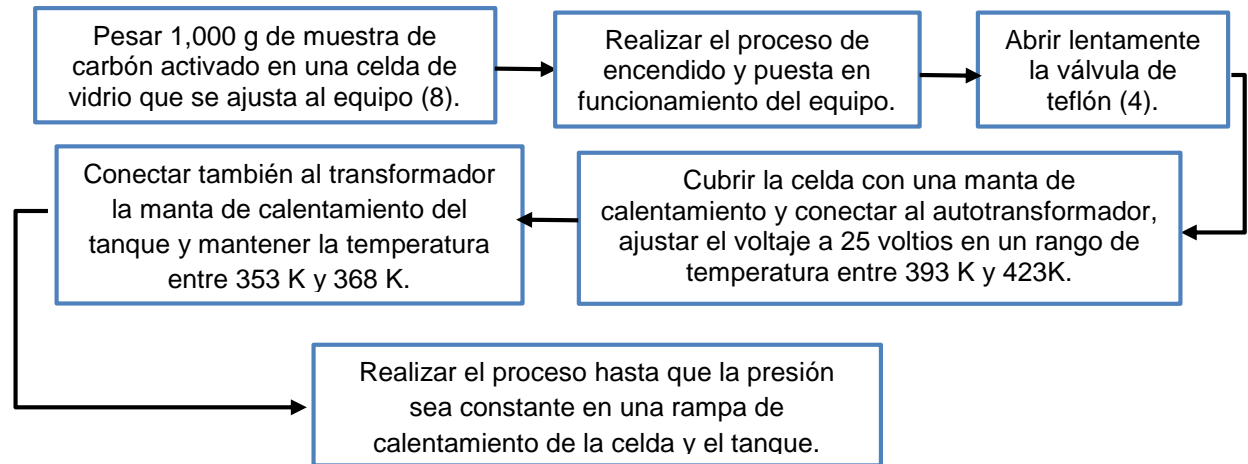 Pesar 1,000 g de muestra de
carbón activado en una celda de
vidrio que se ajusta al equipo (8).
Realizar el proceso de
encendido y puesta en
funcionamiento del equipo.
Abrir lentamente
la válvula de
teflón (4).
Cubrir la celda con una manta de
calentamiento y conectar al autotransformador,
ajustar el voltaje a 25 voltios en un rango de
temperatura entre 393 K y 423K.
Conectar también al transformador
la manta de calentamiento del
tanque y mantener la temperatura
entre 353 K y 368 K.
Realizar el proceso hasta que la presión
sea constante en una rampa de
calentamiento de la celda y el tanque.